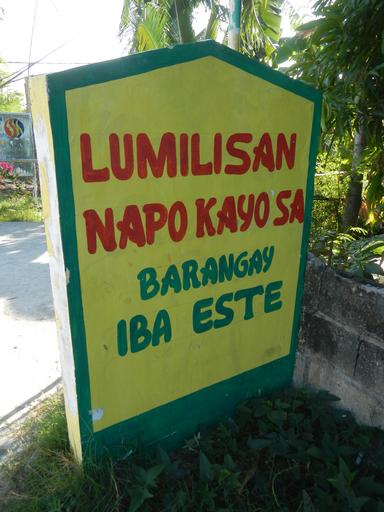 LUMILISAN
NAPO KAYO SA
BARANGAY
IBA ESTE